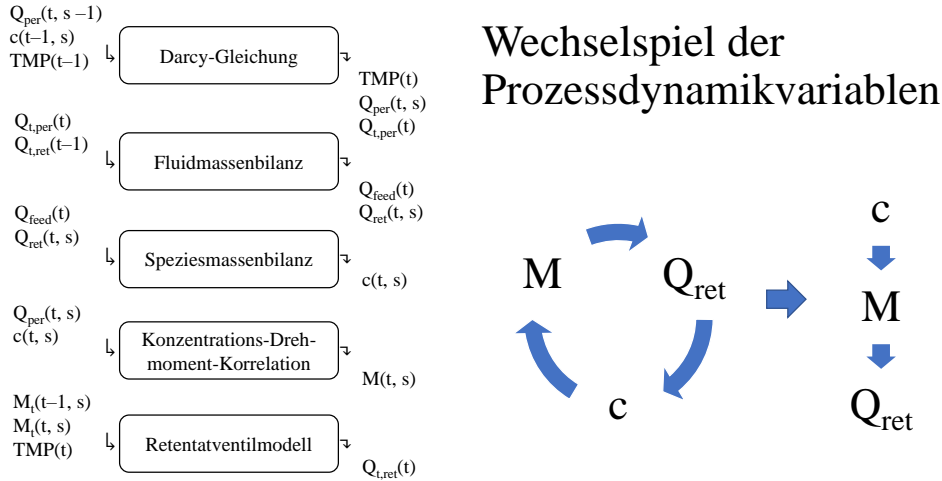 Q_per(t, s −1)
c(t−1, s)
TMP(t−1)
Darcy-Gleichung
TMP(t)
Q_per(t, s)
Q_t,per(t)
Q_t,per(t)
Q_t,ret(t−1)
Fluidmassenbilanz
Q_feed(t)
Q_ret(t, s)
Q_feed(t)
Q_ret(t, s)
Speziesmassenbilanz
c(t, s)
Q_per(t, s)
c(t, s)
Konzentrations-Dreh-
moment-Korrelation
M(t, s)
M_t(t−1, s)
M_t(t, s)
TMP(t)
Retentatventilmodell
Q_t,ret(t)
Wechselspiel der
Prozessdynamikvariablen
M
Q_ret
c
c
M
Q_ret